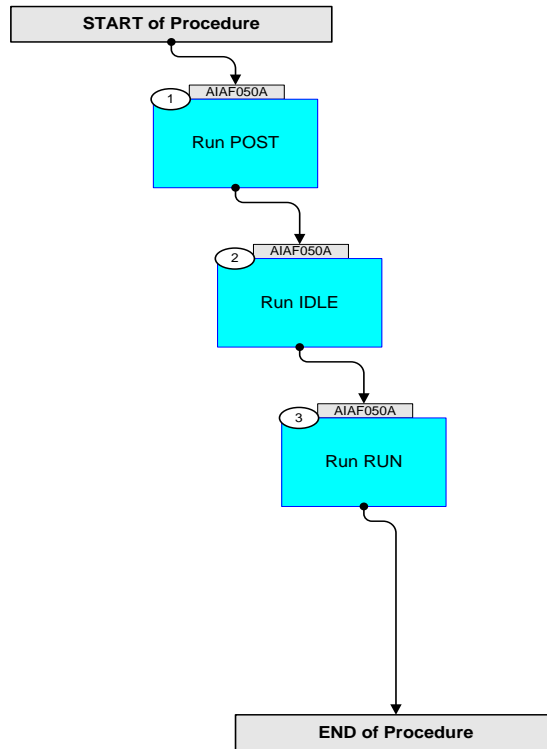 START of Procedure
AIAF050A
1
Run POST
AIAF050A
2
Run IDLE
AIAF050A
3
Run RUN
END of Procedure